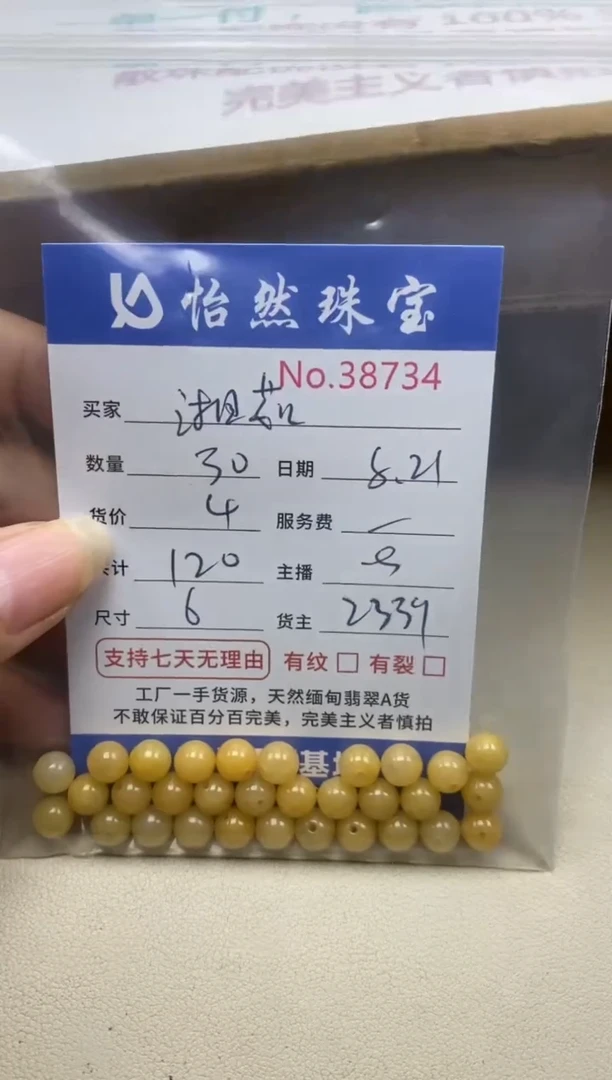 完美主义者慎拍
怡然珠宝
No.38734
买家
数量 30 日期 8.21
货价 4 服务费
计 120 主播
尺寸 6 货主 2339
支持七天无理由 有纹 □ 有裂 □
工厂一手货源，天然缅甸翡翠A货
不敢保证百分百完美，完美主义者慎拍
基